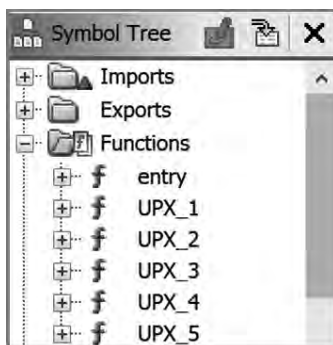 Symbol Tree
Imports
Exports
Functions
f entry
f UPX_1
f UPX_2
f UPX_3
f UPX_4
f UPX_5